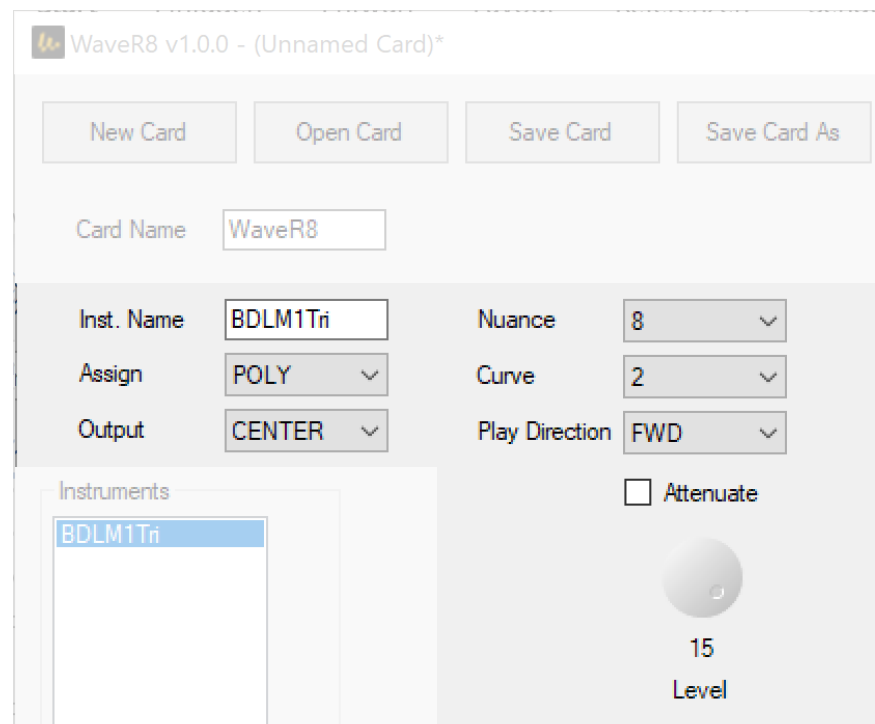 WaveR8 v1.0.0 - (Unnamed Card)*
New Card Open Card Save Card Save Card As
Card Name WaveR8
Inst. Name BDLM1Tri Nuance 8
Assign POLY Curve 2
Output CENTER Play Direction FWD
Instruments Attenuate
BDLM1Tri
15
Level